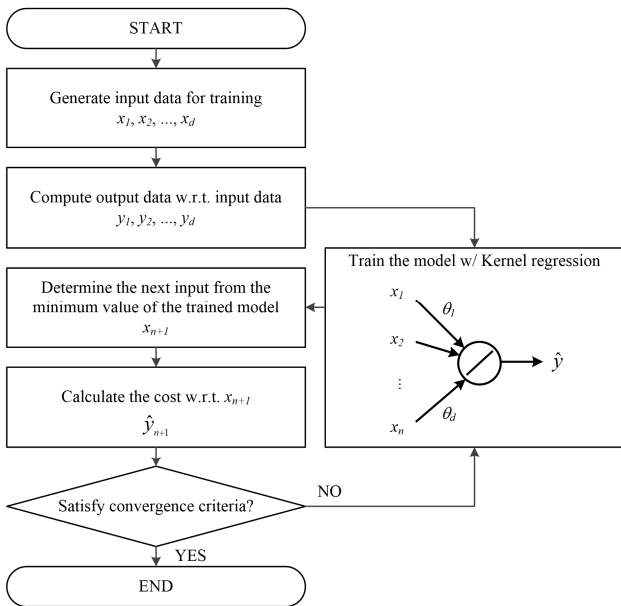 START
Generate input data for training
x1, x2, ..., xd
Compute output data w.r.t. input data
y1, y2, ..., yd
Train the model w/ Kernel regression
x1
θ1
x2
⋮
xn
θd
ŷ
Determine the next input from the
minimum value of the trained model
xn+1
Calculate the cost w.r.t. xn+1
ŷn+1
Satisfy convergence criteria?
NO
YES
END